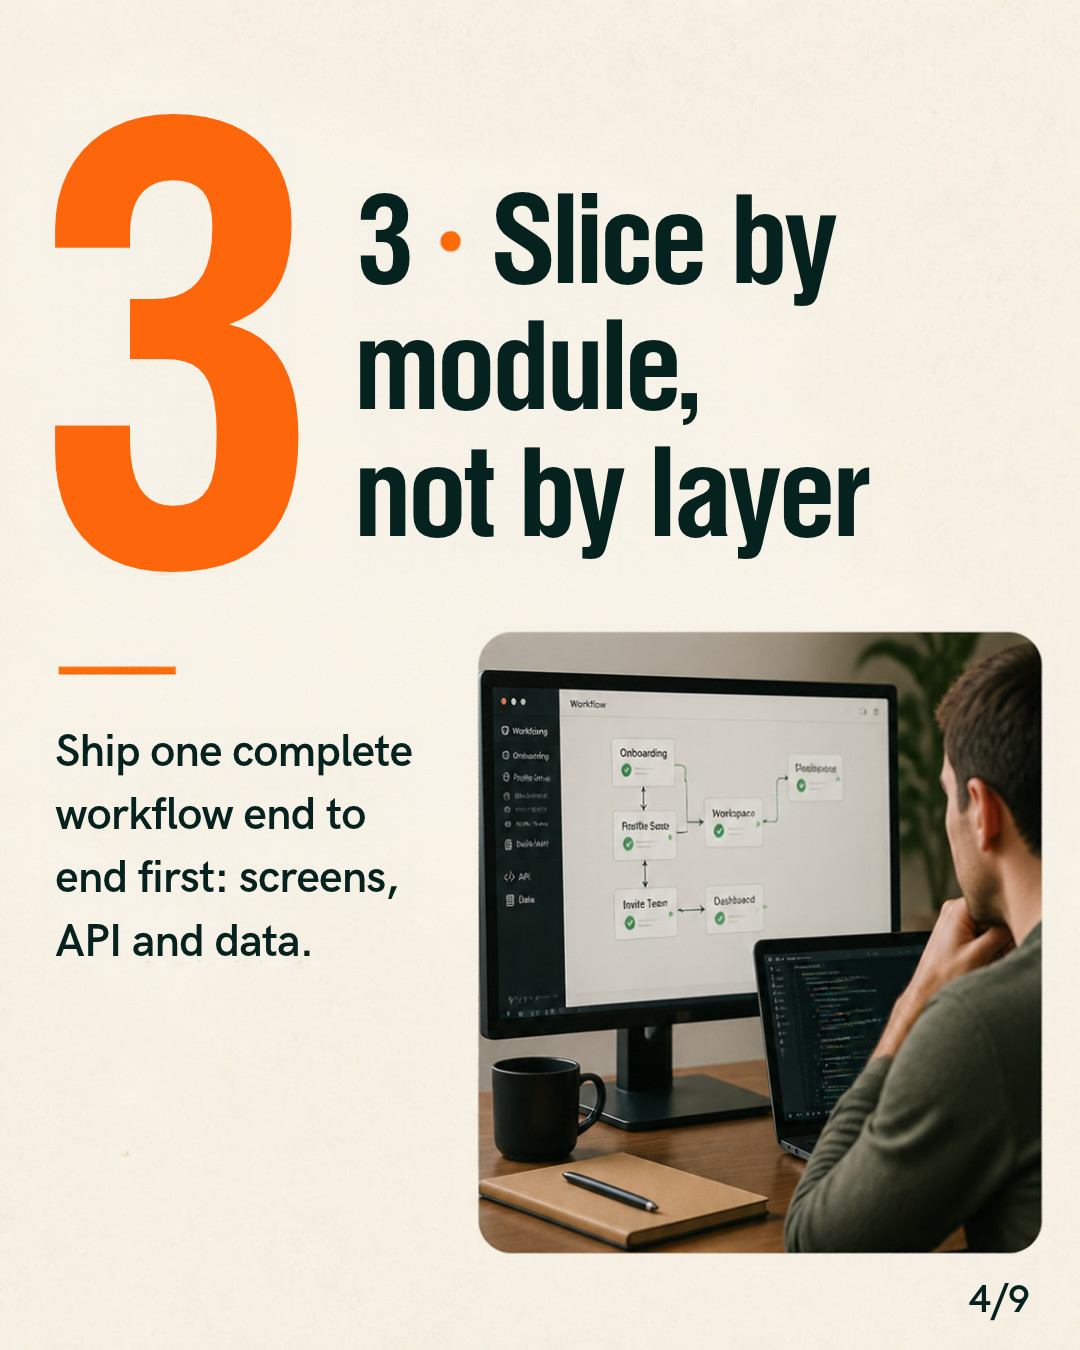 3
3 · Slice by
module,
not by layer
Ship one complete
workflow end to
end first: screens,
API and data.
Workflow
Onboarding
Workspace
Invite Team
Dashboard
API
Data
4/9